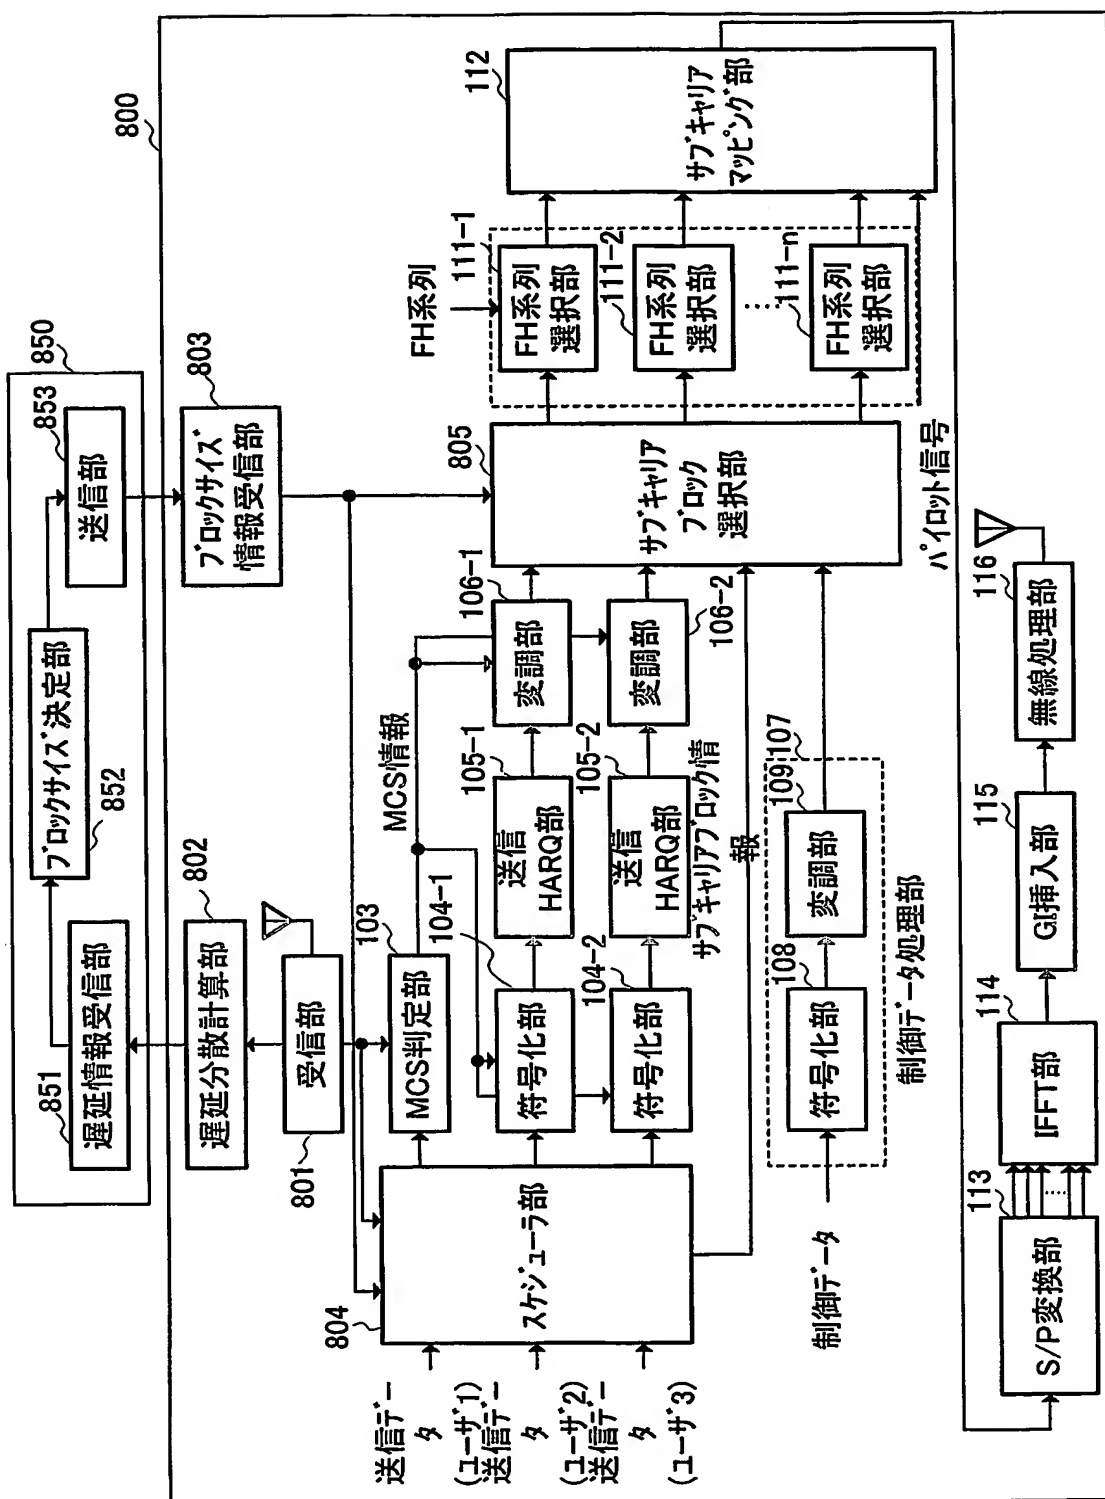 850
851
遅延情報受信部
ブロックサイズ決定部
852
853
送信部
800
802
遅延分散計算部
803
ブロックサイズ
情報受信部
801
受信部
103
MCS判定部
MCS情報
804
スケジューラ部
送信デー
タ
(ユーザ1)
送信デー
タ
(ユーザ2)
送信デー
タ
(ユーザ3)
104-1
符号化部
105-1
送信
HARQ部
106-1
変調部
104-2
符号化部
105-2
送信
HARQ部
106-2
変調部
サブキャリアブロック情
報
805
サブキャリア
ブロック
選択部
FH系列
111-1
FH系列
選択部
111-2
FH系列
選択部
……
111-n
FH系列
選択部
112
サブキャリア
マッピング部
制御データ
108
符号化部
109
変調部
107
制御データ処理部
パイロット信号
113
S/P変換部
……
114
IFFT部
115
GI挿入部
116
無線処理部